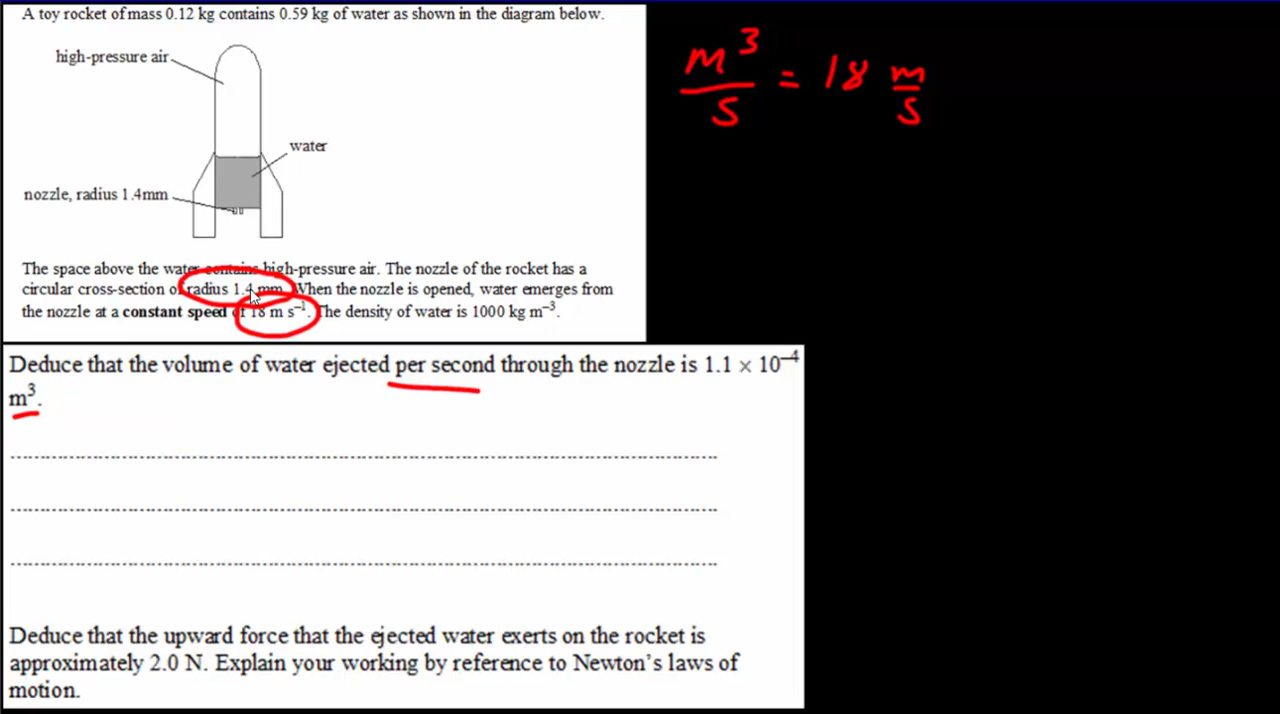 A toy rocket of mass 0.12 kg contains 0.59 kg of water as shown in the diagram below.
high-pressure air
water
nozzle, radius 1.4mm
The space above the water contains high-pressure air. The nozzle of the rocket has a
circular cross-section of radius 1.4 mm. When the nozzle is opened, water emerges from
the nozzle at a constant speed of 18 m s⁻¹. The density of water is 1000 kg m⁻³.
m³/s = 18 m/s
Deduce that the volume of water ejected per second through the nozzle is 1.1 × 10⁻⁴
m³.
Deduce that the upward force that the ejected water exerts on the rocket is
approximately 2.0 N. Explain your working by reference to Newton's laws of
motion.